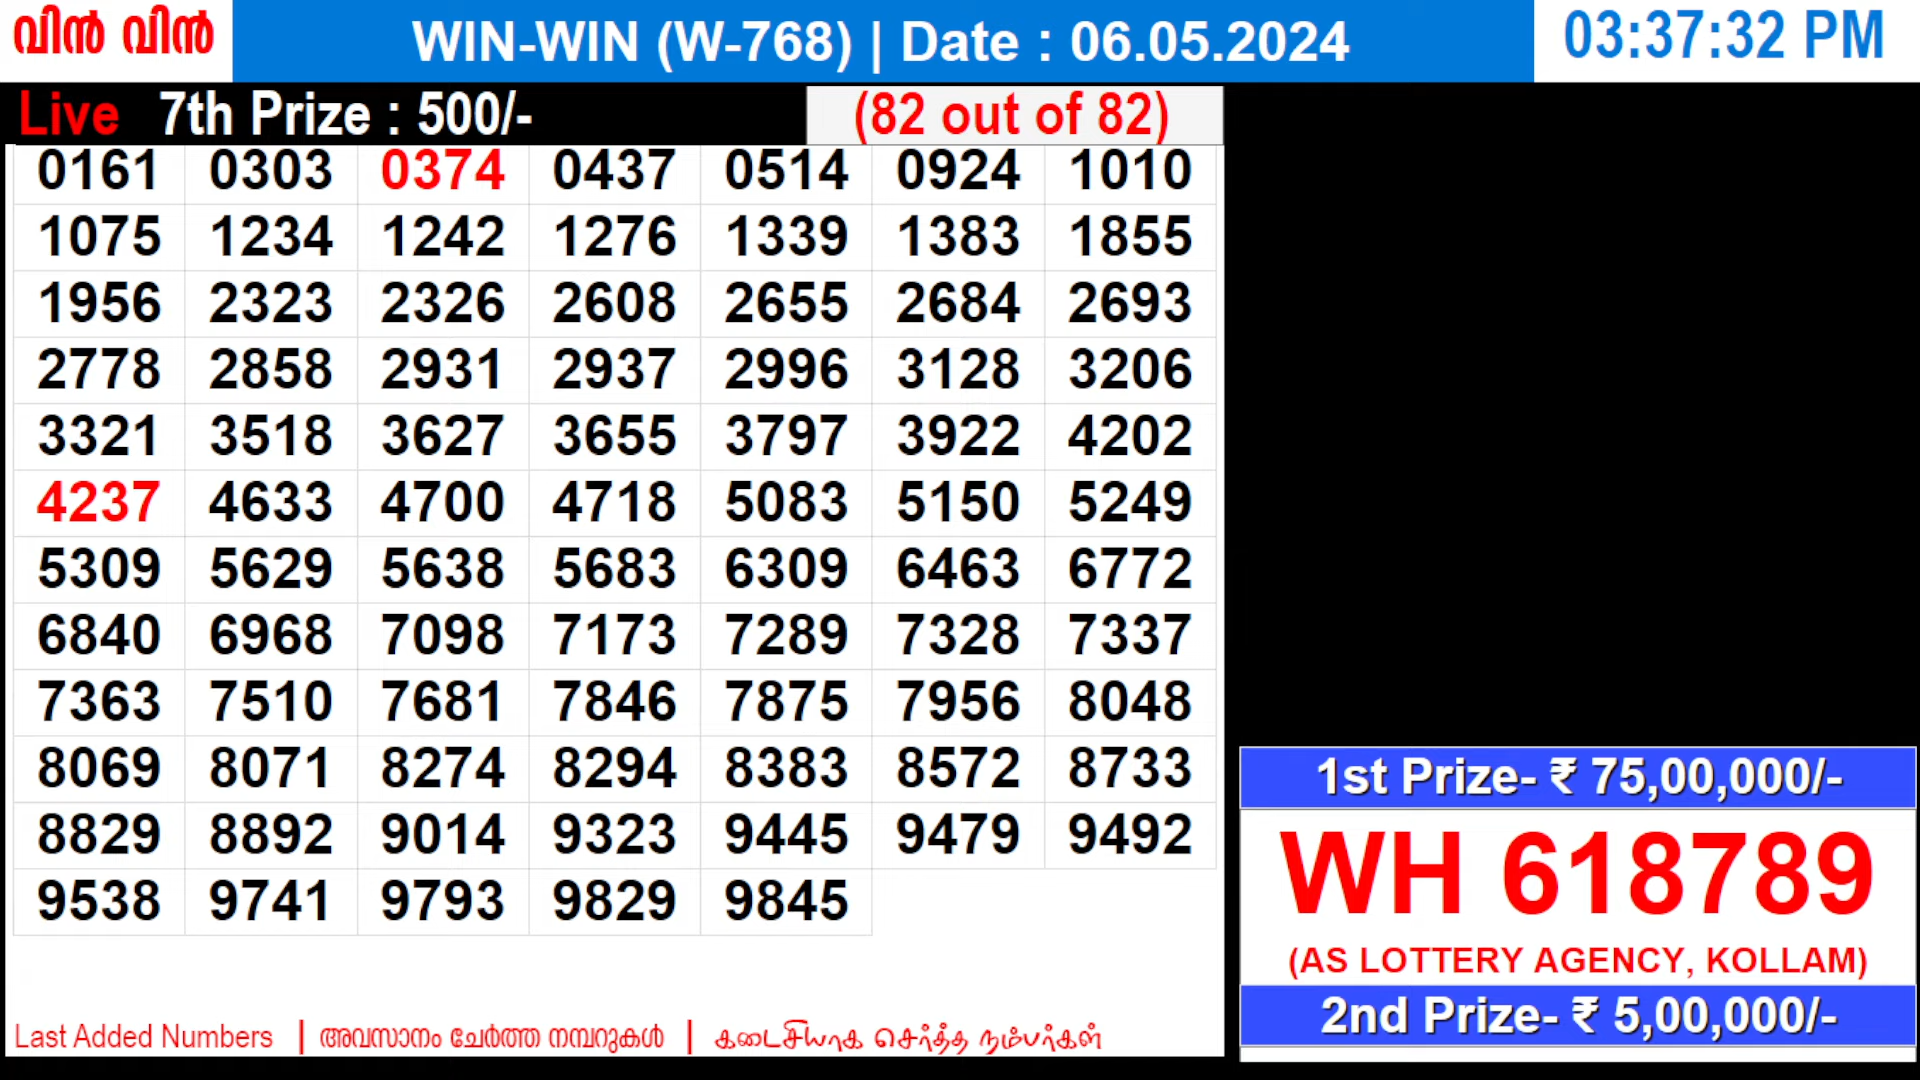 വിൻ വിൻ
WIN-WIN (W-768) | Date : 06.05.2024
03:37:32 PM
Live 7th Prize : 500/- (82 out of 82)
0161 0303 0374 0437 0514 0924 1010
1075 1234 1242 1276 1339 1383 1855
1956 2323 2326 2608 2655 2684 2693
2778 2858 2931 2937 2996 3128 3206
3321 3518 3627 3655 3797 3922 4202
4237 4633 4700 4718 5083 5150 5249
5309 5629 5638 5683 6309 6463 6772
6840 6968 7098 7173 7289 7328 7337
7363 7510 7681 7846 7875 7956 8048
8069 8071 8274 8294 8383 8572 8733
8829 8892 9014 9323 9445 9479 9492
9538 9741 9793 9829 9845
Last Added Numbers | അവസാനം ചേർത്ത നമ്പറുകൾ | கடைசியாக சேர்த்த நம்பர்கள்
1st Prize- ₹ 75,00,000/-
WH 618789
(AS LOTTERY AGENCY, KOLLAM)
2nd Prize- ₹ 5,00,000/-